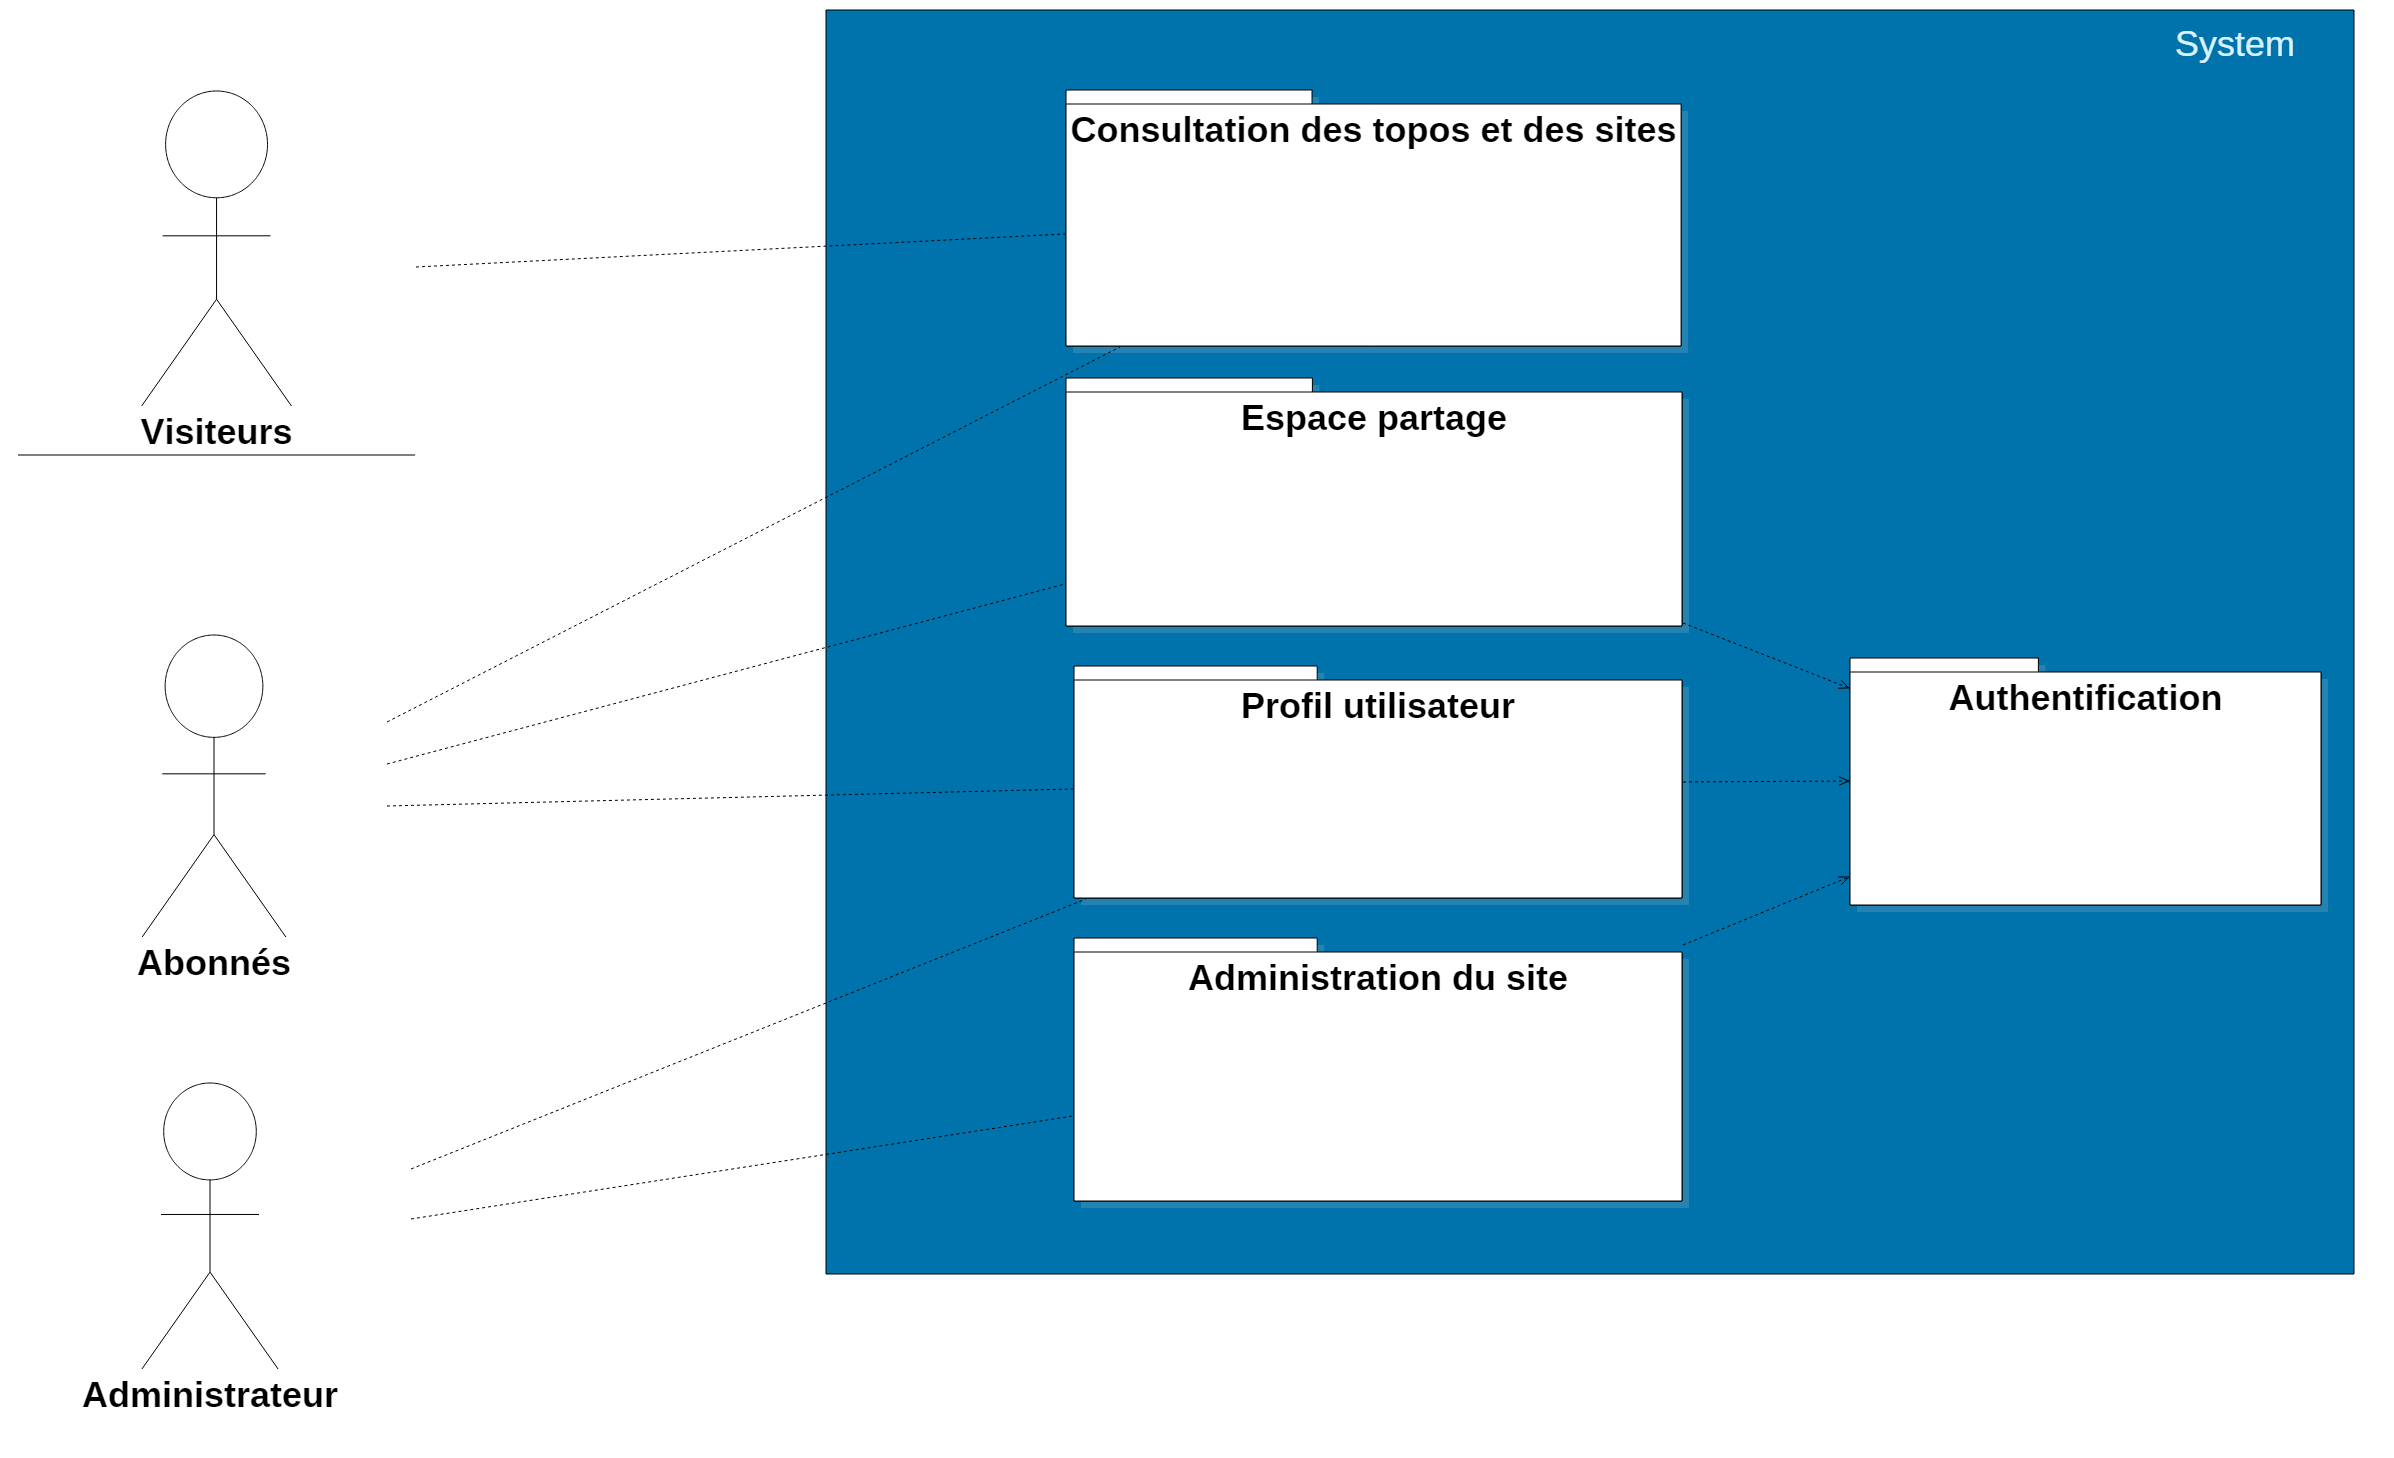 System
Consultation des topos et des sites
Visiteurs
Espace partage
Profil utilisateur
Authentification
Abonnés
Administration du site
Administrateur